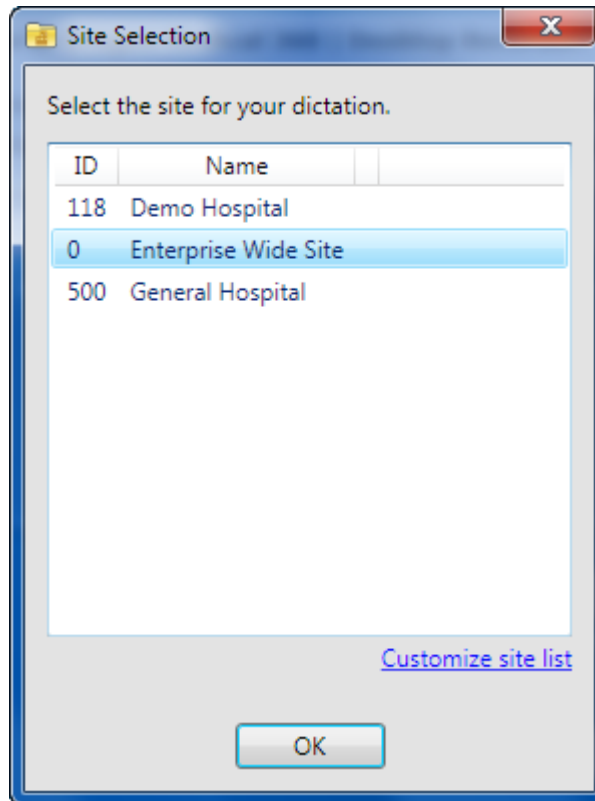 Site Selection
Select the site for your dictation.
ID Name
118 Demo Hospital
0 Enterprise Wide Site
500 General Hospital
Customize site list
OK